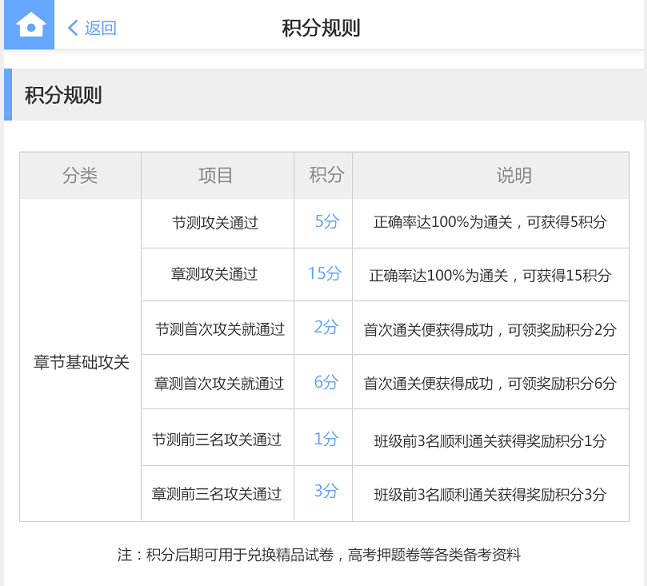 返回
积分规则
积分规则
分类 项目 积分 说明
节测攻关通过 5分 正确率达100%为通关，可获得5积分
章测攻关通过 15分 正确率达100%为通关，可获得15积分
节测首次攻关就通过 2分 首次通关便获得成功，可领奖励积分2分
章节基础攻关
章测首次攻关就通过 6分 首次通关便获得成功，可领奖励积分6分
节测前三名攻关通过 1分 班级前3名顺利通关获得奖励积分1分
章测前三名攻关通过 3分 班级前3名顺利通关获得奖励积分3分
注：积分后期可用于兑换精品试卷，高考押题卷等各类备考资料